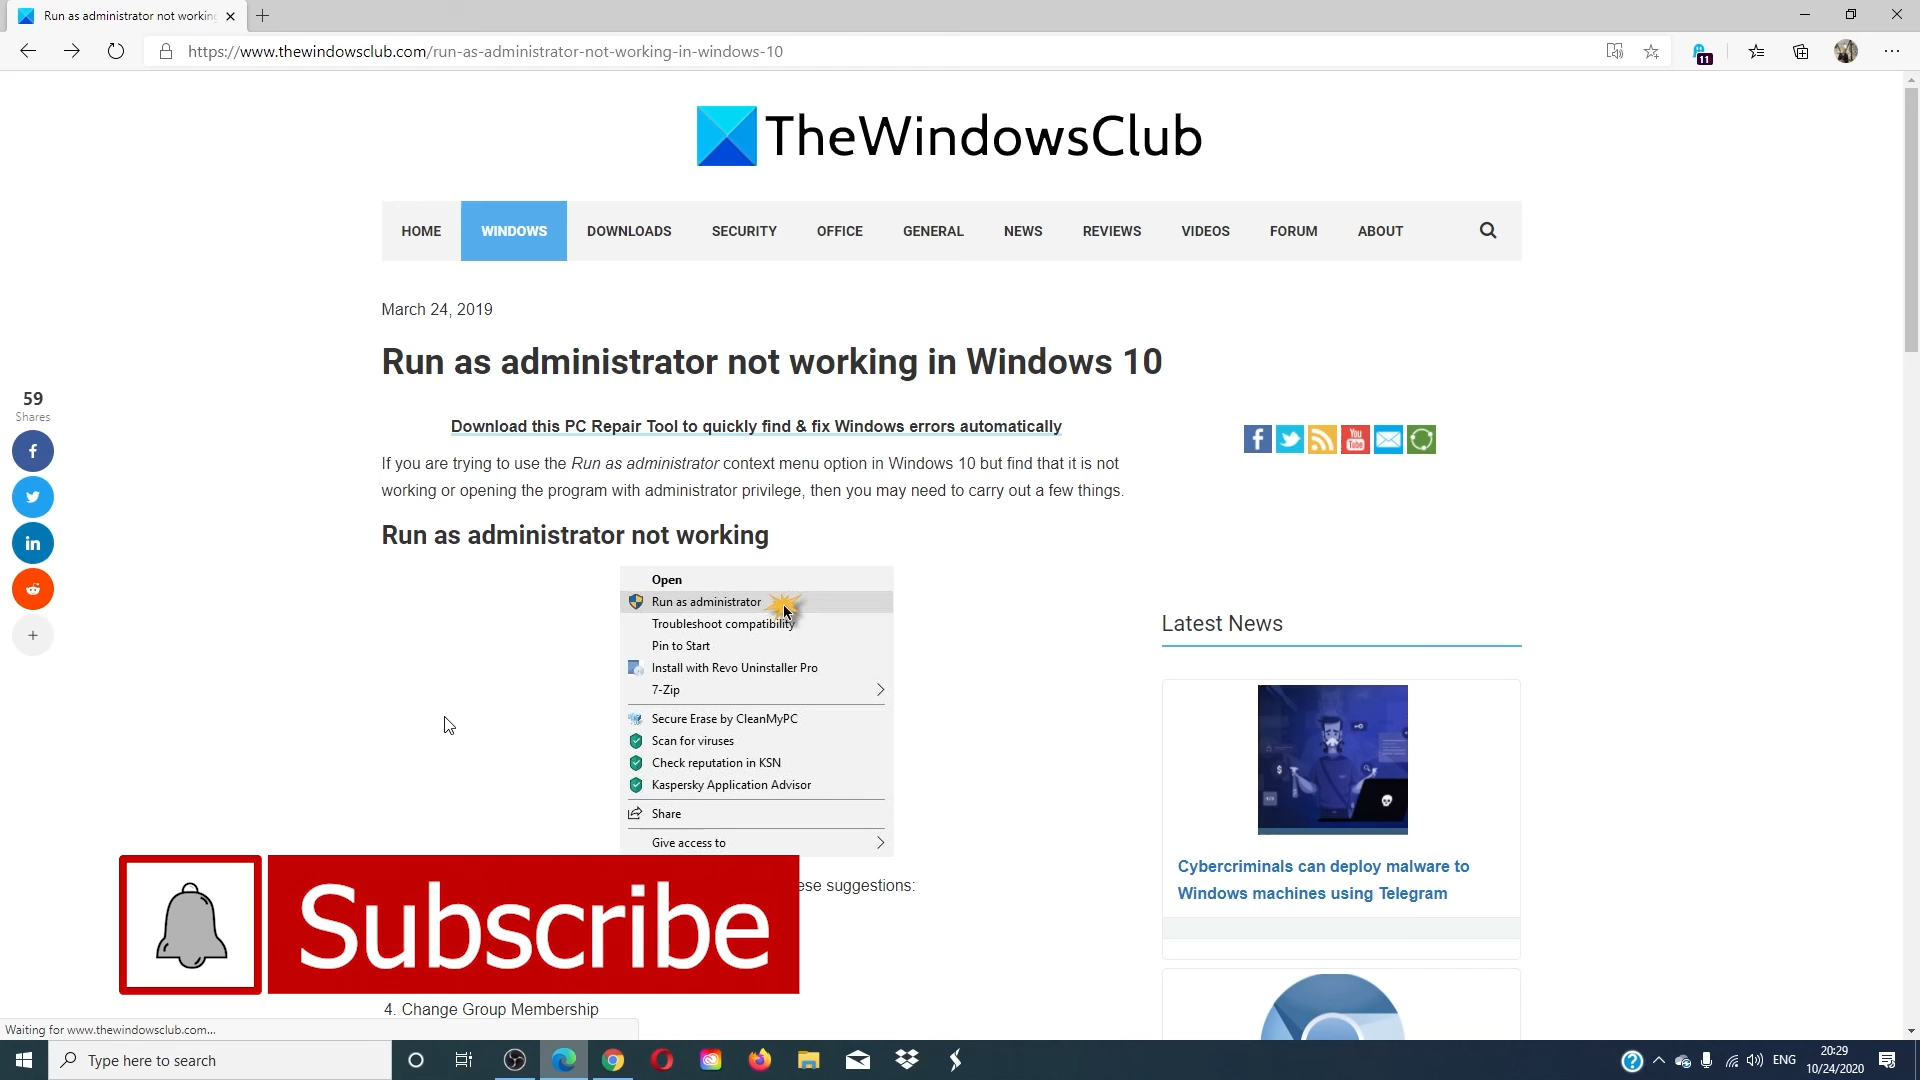 Run as administrator not workin
https://www.thewindowsclub.com/run-as-administrator-not-working-in-windows-10
11
TheWindowsClub
HOME
WINDOWS
DOWNLOADS
SECURITY
OFFICE
GENERAL
NEWS
REVIEWS
VIDEOS
FORUM
ABOUT
March 24, 2019
Run as administrator not working in Windows 10
59
Shares
Download this PC Repair Tool to quickly find & fix Windows errors automatically
If you are trying to use the Run as administrator context menu option in Windows 10 but find that it is not
working or opening the program with administrator privilege, then you may need to carry out a few things.
Run as administrator not working
Open
Run as administrator
Troubleshoot compatibility
Pin to Start
Install with Revo Uninstaller Pro
7-Zip
Secure Erase by CleanMyPC
Scan for viruses
Check reputation in KSN
Kaspersky Application Advisor
Share
Give access to
ese suggestions:
4. Change Group Membership
You Tube
Latest News
Cybercriminals can deploy malware to
Windows machines using Telegram
Subscribe
Waiting for www.thewindowsclub.com...
Type here to search
ENG
20:29
10/24/2020